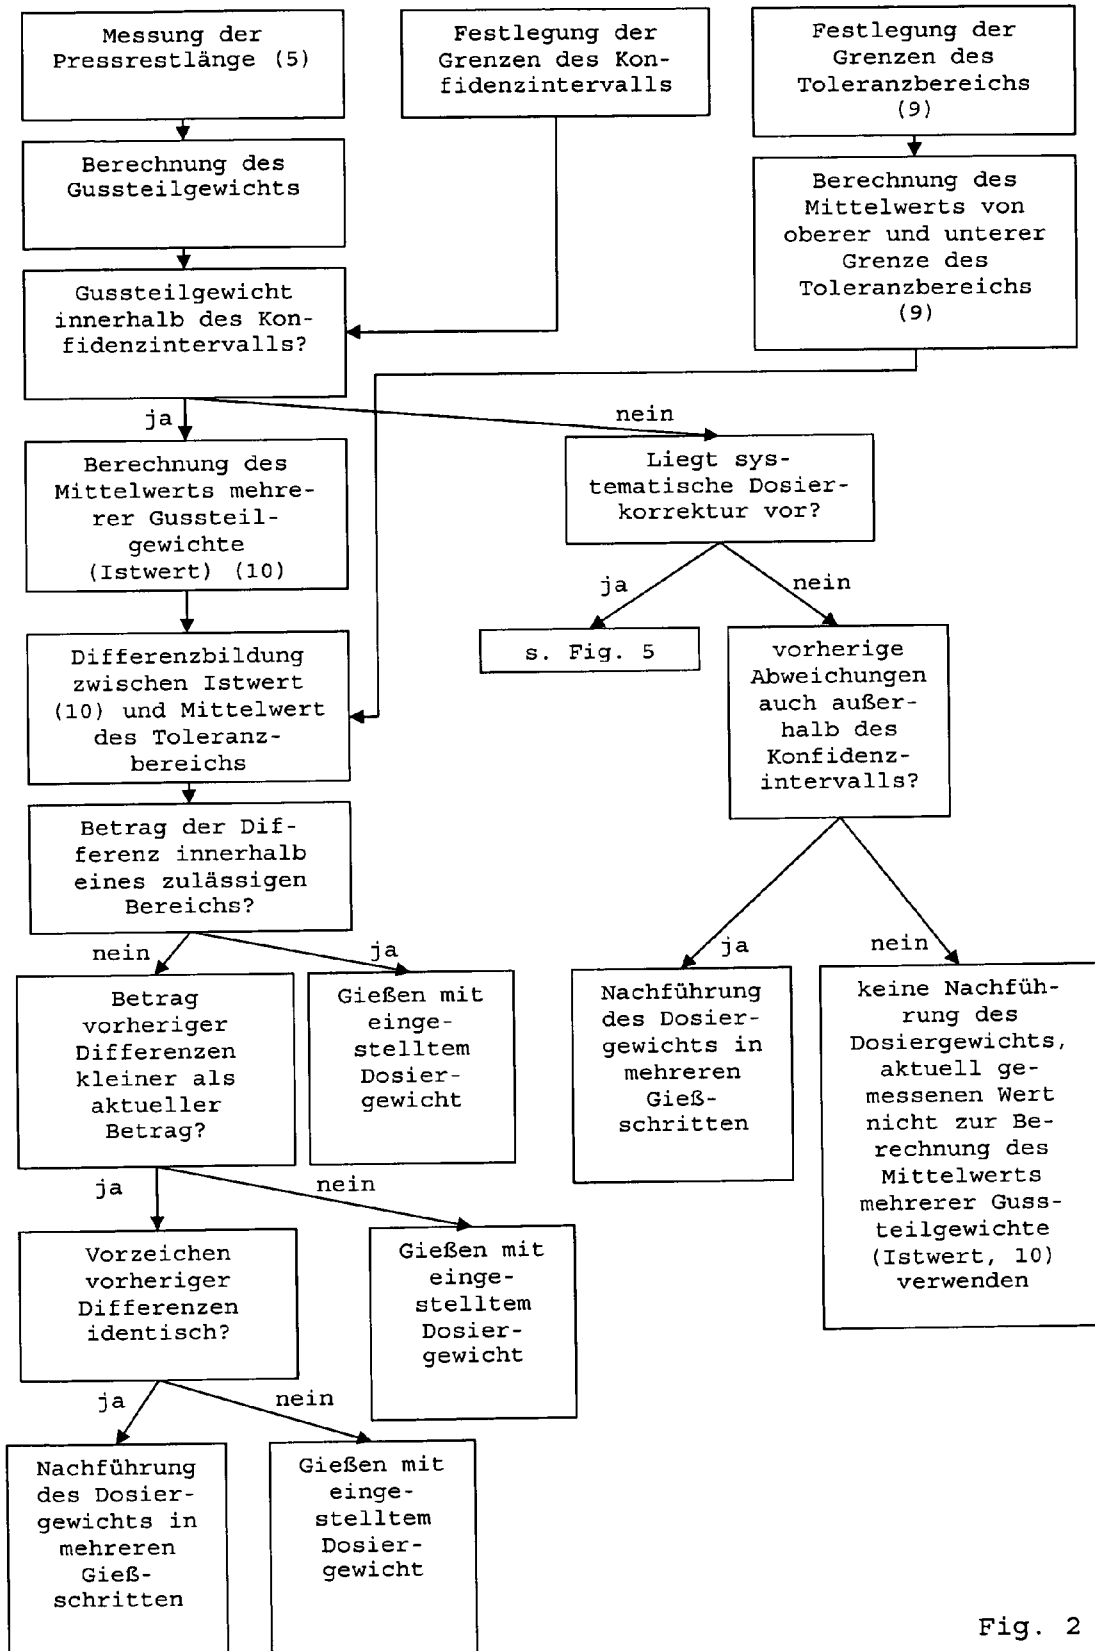 Messung der
Pressrestlänge (5)
Festlegung der
Grenzen des Kon-
fidenzintervalls
Festlegung der
Grenzen des
Toleranzbereichs
(9)
Berechnung des
Gussteilgewichts
Berechnung des
Mittelwerts von
oberer und unterer
Grenze des
Toleranzbereichs
(9)
Gussteilgewicht
innerhalb des Kon-
fidenzintervalls?
ja
nein
Berechnung des
Mittelwerts mehre-
rer Gussteil-
gewichte
(Istwert) (10)
Liegt sys-
tematische Dosier-
korrektur vor?
ja
nein
s. Fig. 5
vorherige
Abweichungen
auch außer-
halb des
Konfidenz-
intervalls?
Differenzbildung
zwischen Istwert
(10) und Mittelwert
des Toleranz-
bereichs
Betrag der Dif-
ferenz innerhalb
eines zulässigen
Bereichs?
nein
ja
ja
nein
Betrag
vorheriger
Differenzen
kleiner als
aktueller
Betrag?
Gießen mit
einge-
stelltem
Dosier-
gewicht
Nachführung
des Dosier-
gewichts in
mehreren
Gieß-
schritten
keine Nachfüh-
rung des
Dosiergewichts,
aktuell ge-
messenen Wert
nicht zur Be-
rechnung des
Mittelwerts
mehrerer Guss-
teilgewichte
(Istwert, 10)
verwenden
ja
nein
Vorzeichen
vorheriger
Differenzen
identisch?
Gießen mit
einge-
stelltem
Dosier-
gewicht
ja
nein
Nachführung
des Dosier-
gewichts in
mehreren
Gieß-
schritten
Gießen mit
einge-
stelltem
Dosier-
gewicht
Fig. 2